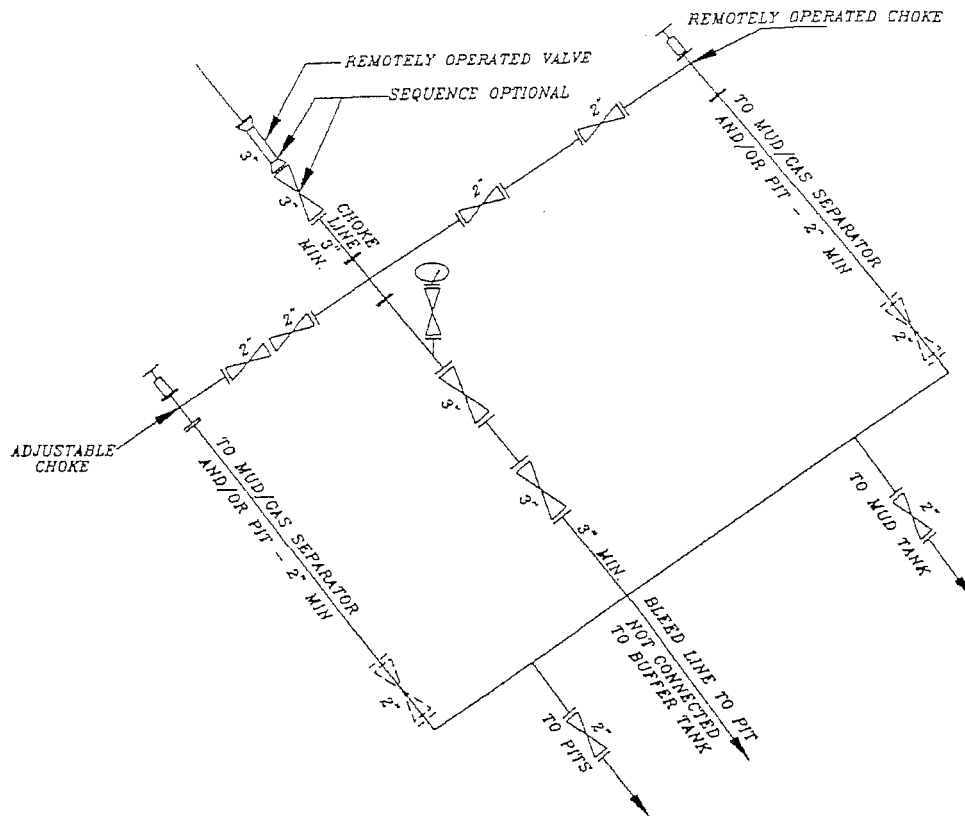 REMOTELY OPERATED CHOKE
REMOTELY OPERATED VALVE
SEQUENCE OPTIONAL
3"
3"
CHOKE
LINE
3"
MIN.
2"
2"
TO MUD/GAS SEPARATOR
AND/OR PIT - 2" MIN
2"
2"
2"
ADJUSTABLE
CHOKE
TO MUD/GAS SEPARATOR
AND/OR PIT - 2" MIN
2"
3"
3"
3" MIN.
BLEED LINE TO PIT
NOT CONNECTED
TO BUFFER TANK
2"
TO MUD TANK
2"
TO PITS